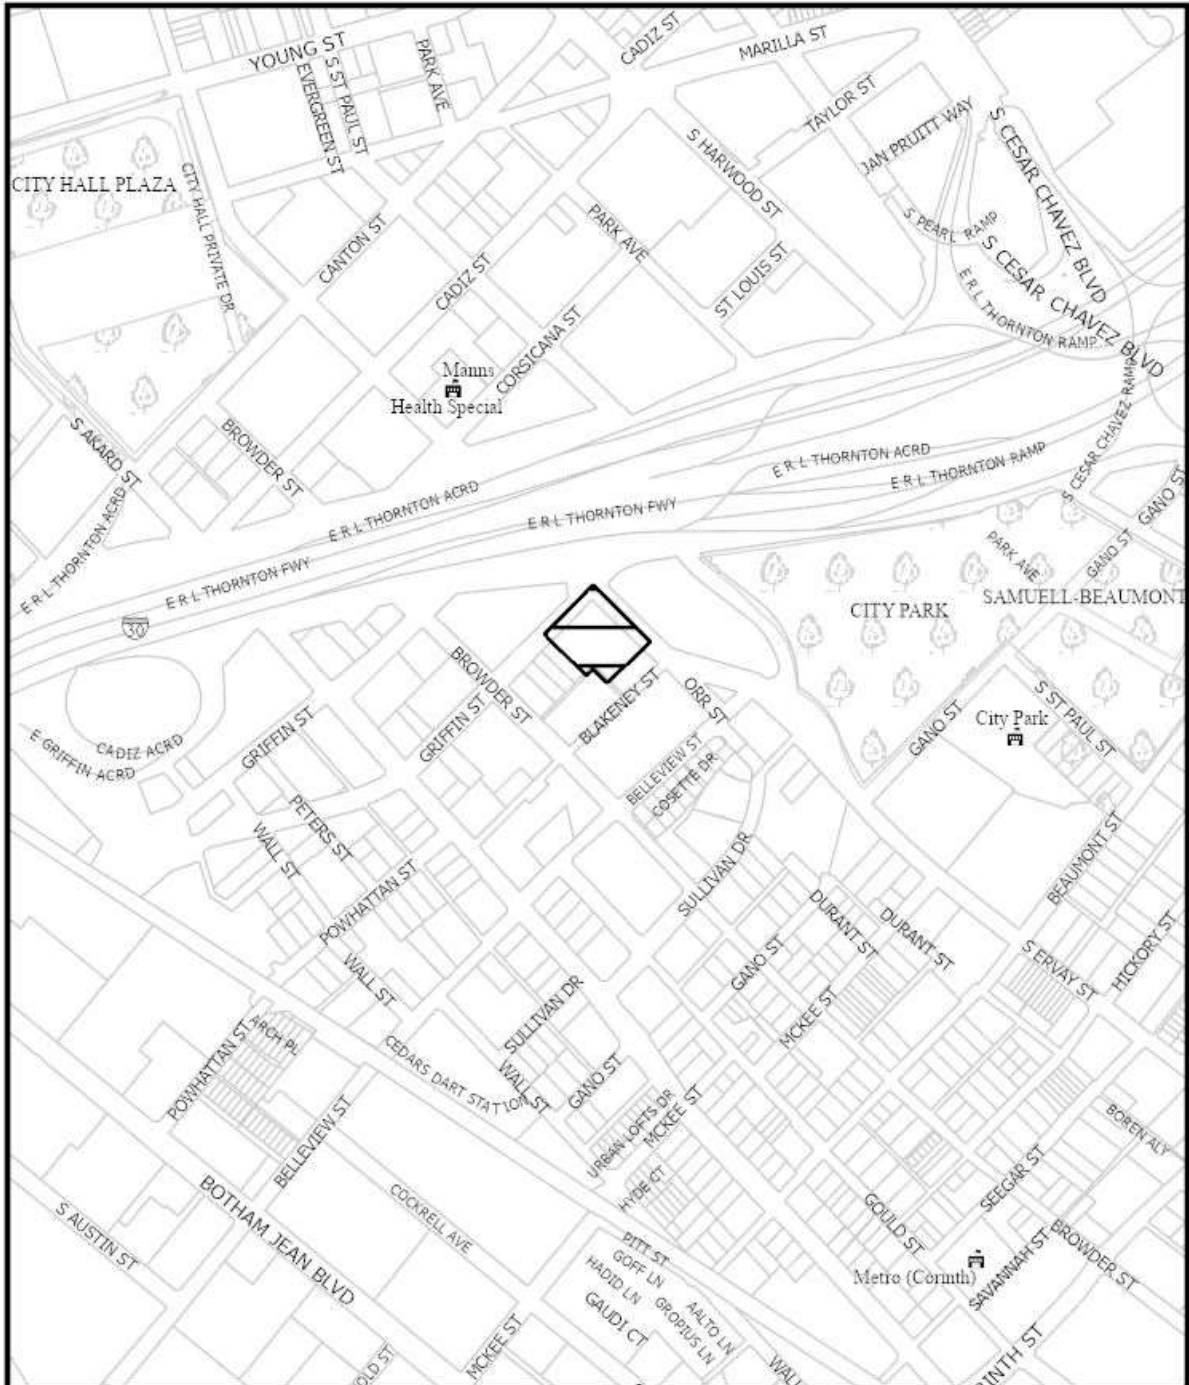 YOUNG ST
EVERGREEN ST
S ST PAUL ST
PARK AVE
CADIZ ST
MARILLA ST
TAYLOR ST
JAN PRUITT WAY
S HARWOOD ST
S CESAR CHAVEZ BLVD
CITY HALL PLAZA
CITY HALL PRIVATE DR
CANTON ST
CADIZ ST
PARK AVE
ST LOUIS ST
S PEARL RAMP
S CESAR CHAVEZ BLVD
E R L THORNTON RAMP
CORSICANA ST
Manns
Health Special
S AKARD ST
BROWDER ST
S CESAR CHAVEZ RAMP
E R L THORNTON ACRD
E R L THORNTON RAMP
E R L THORNTON ACRD
E R L THORNTON FWY
E R L THORNTON ACRD
E R L THORNTON FWY
30
GANO ST
GANO ST
PARK AVE
SAMUELL-BEAUMONT
CITY PARK
BROWDER ST
GRIFFIN ST
BLAKENEY ST
ORR ST
GRIFFIN ST
CADIZ ACRD
E GRIFFIN ACRD
S ST PAUL ST
City Park
GANO ST
BELLEVIEW ST
COSETTE DR
PETERS ST
WALL ST
POWHATTAN ST
SULLIVAN DR
BEAUMONT ST
DURANT ST
DURANT ST
HICKORY ST
S ERVAY ST
GANO ST
MCKEE ST
WALL ST
SULLIVAN DR
ARCH PL
POWHATTAN ST
CEDARS DART STATION
WALL ST
GANO ST
URBAN LOFTS DR
MCKEE ST
BELLEVIEW ST
HYDE CT
BOREN ALY
SEEGAR ST
GOULD ST
BROWDER ST
SAVANNAH ST
Metro (Corinth)
BOTHAM JEAN BLVD
COCKRELL AVE
S AUSTIN ST
PITT ST
GOFF LN
HADID LN
GAUDI CT
GROPIUS LN
AALTO LN
MCKEE ST
OLD ST
WALL
RINTH ST